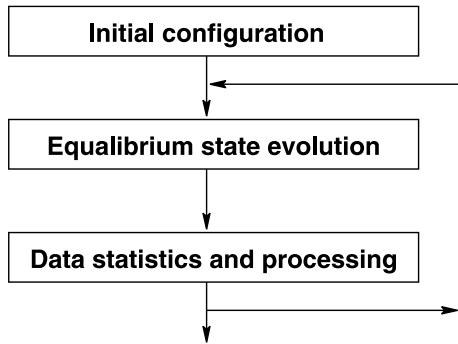 Initial configuration
Equalibrium state evolution
Data statistics and processing